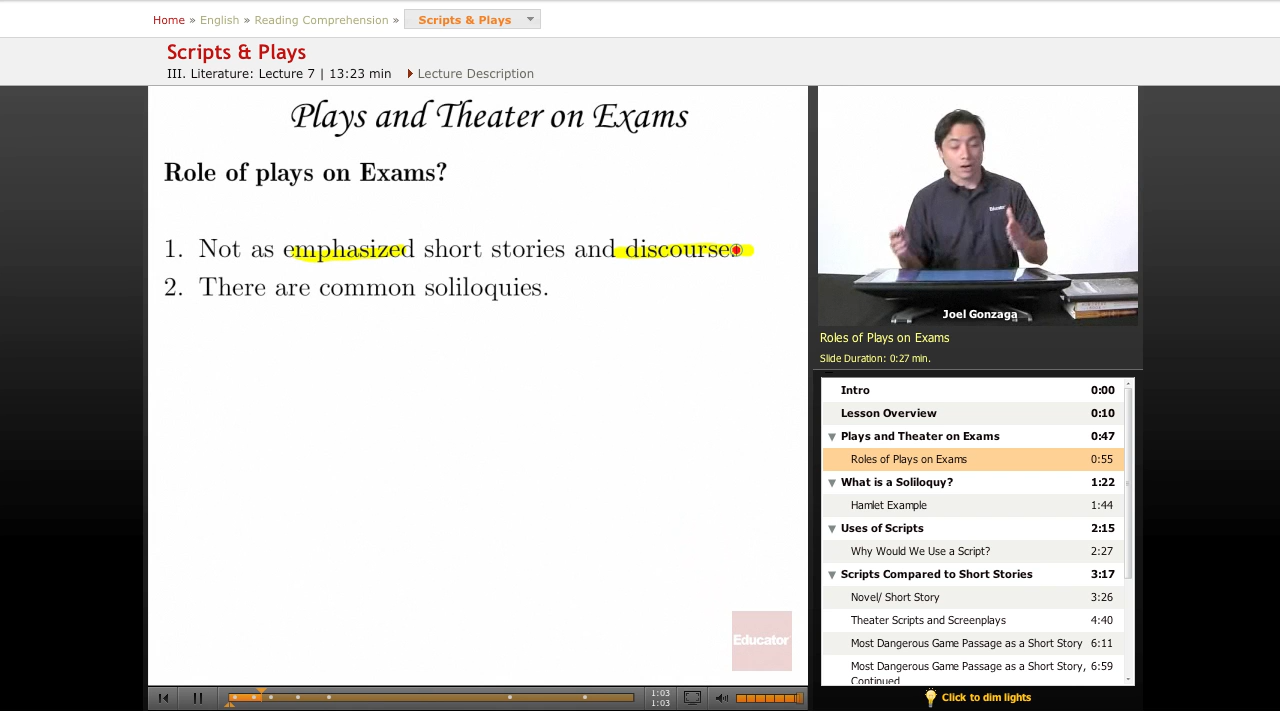 Home » English » Reading Comprehension » Scripts & Plays
Scripts & Plays
III. Literature: Lecture 7 | 13:23 min Lecture Description
Plays and Theater on Exams
Role of plays on Exams?
1. Not as emphasized short stories and discourse.
2. There are common soliloquies.
Educator
1:03
1:03
Educator
Joel Gonzaga
Roles of Plays on Exams
Slide Duration: 0:27 min.
Intro 0:00
Lesson Overview 0:10
Plays and Theater on Exams 0:47
Roles of Plays on Exams 0:55
What is a Soliloquy? 1:22
Hamlet Example 1:44
Uses of Scripts 2:15
Why Would We Use a Script? 2:27
Scripts Compared to Short Stories 3:17
Novel/ Short Story 3:26
Theater Scripts and Screenplays 4:40
Most Dangerous Game Passage as a Short Story 6:11
Most Dangerous Game Passage as a Short Story, 6:59
Continued
Click to dim lights